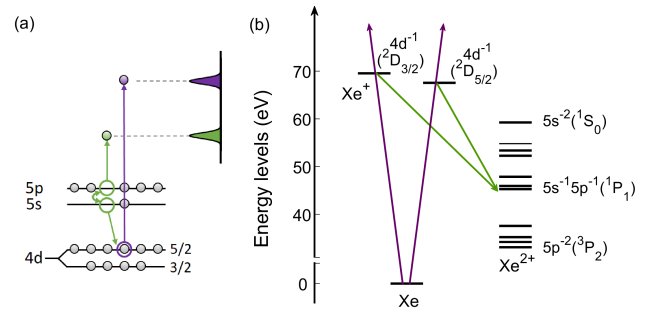 (a)
5p
5s
4d
5/2
3/2
(b)
Energy levels (eV)
70
60
50
40
0
4d⁻¹
(²D₃/₂)
4d⁻¹
(²D₅/₂)
Xe⁺
Xe
5s⁻²(¹S₀)
5s⁻¹5p⁻¹(¹P₁)
5p⁻²(³P₂)
Xe²⁺